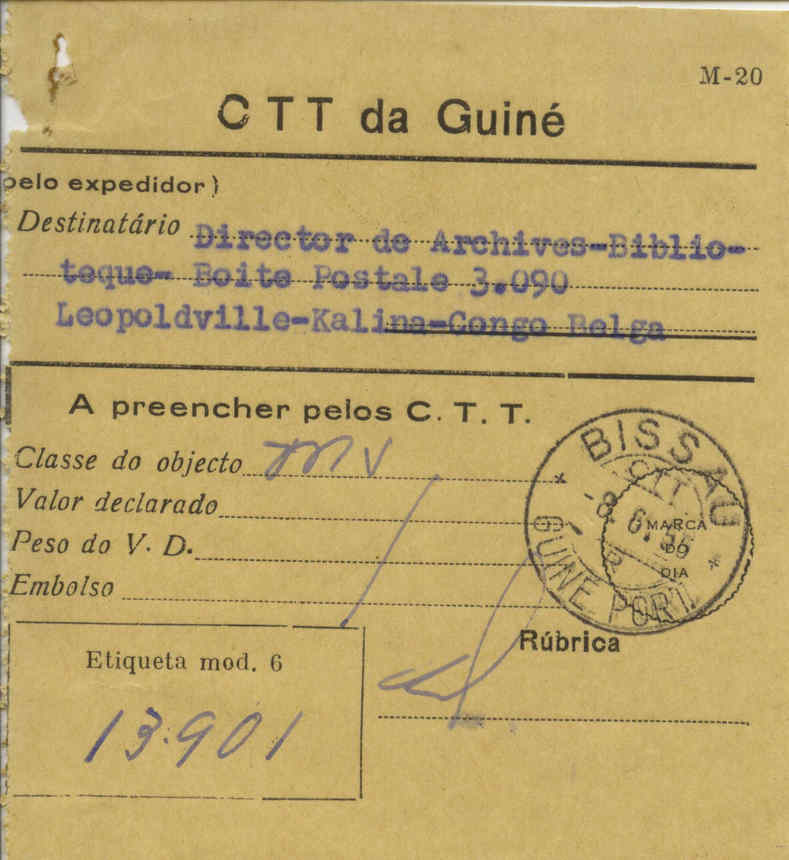 M-20
CTT da Guiné
pelo expedidor)
Destinatário Director de Archives-Biblio-
teque- Boite Postale 3.090
Leopoldville-Kalina-Congo Belga
A preencher pelos C. T. T.
Classe do objecto
Valor declarado
Peso do V. D.
Embolso
BISSAU
CTT
MARCA
DO
DIA
GUINÉ PORT.
Rúbrica
Etiqueta mod. 6
13.901